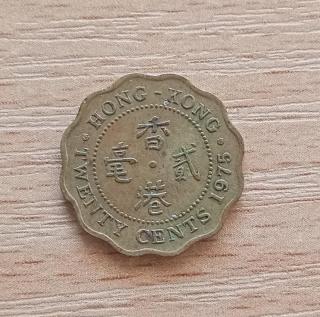 HONG - KONG
香港
貳毫
TWENTY CENTS 1975